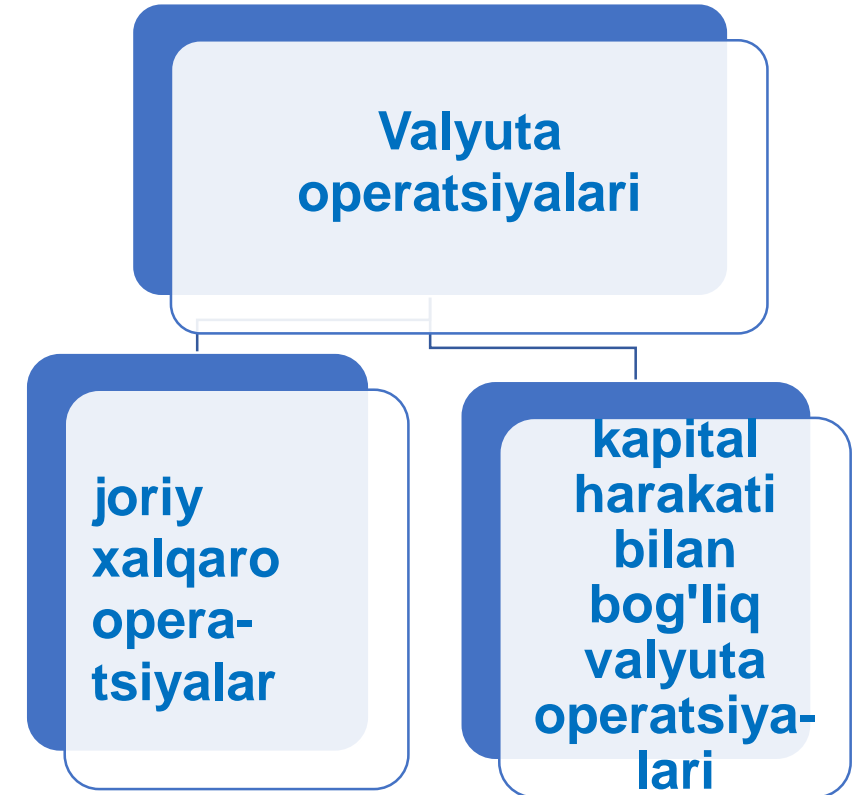 Valyuta
operatsiyalari
joriy
xalqaro
opera-
tsiyalar
kapital
harakati
bilan
bog'liq
valyuta
operatsiya-
lari